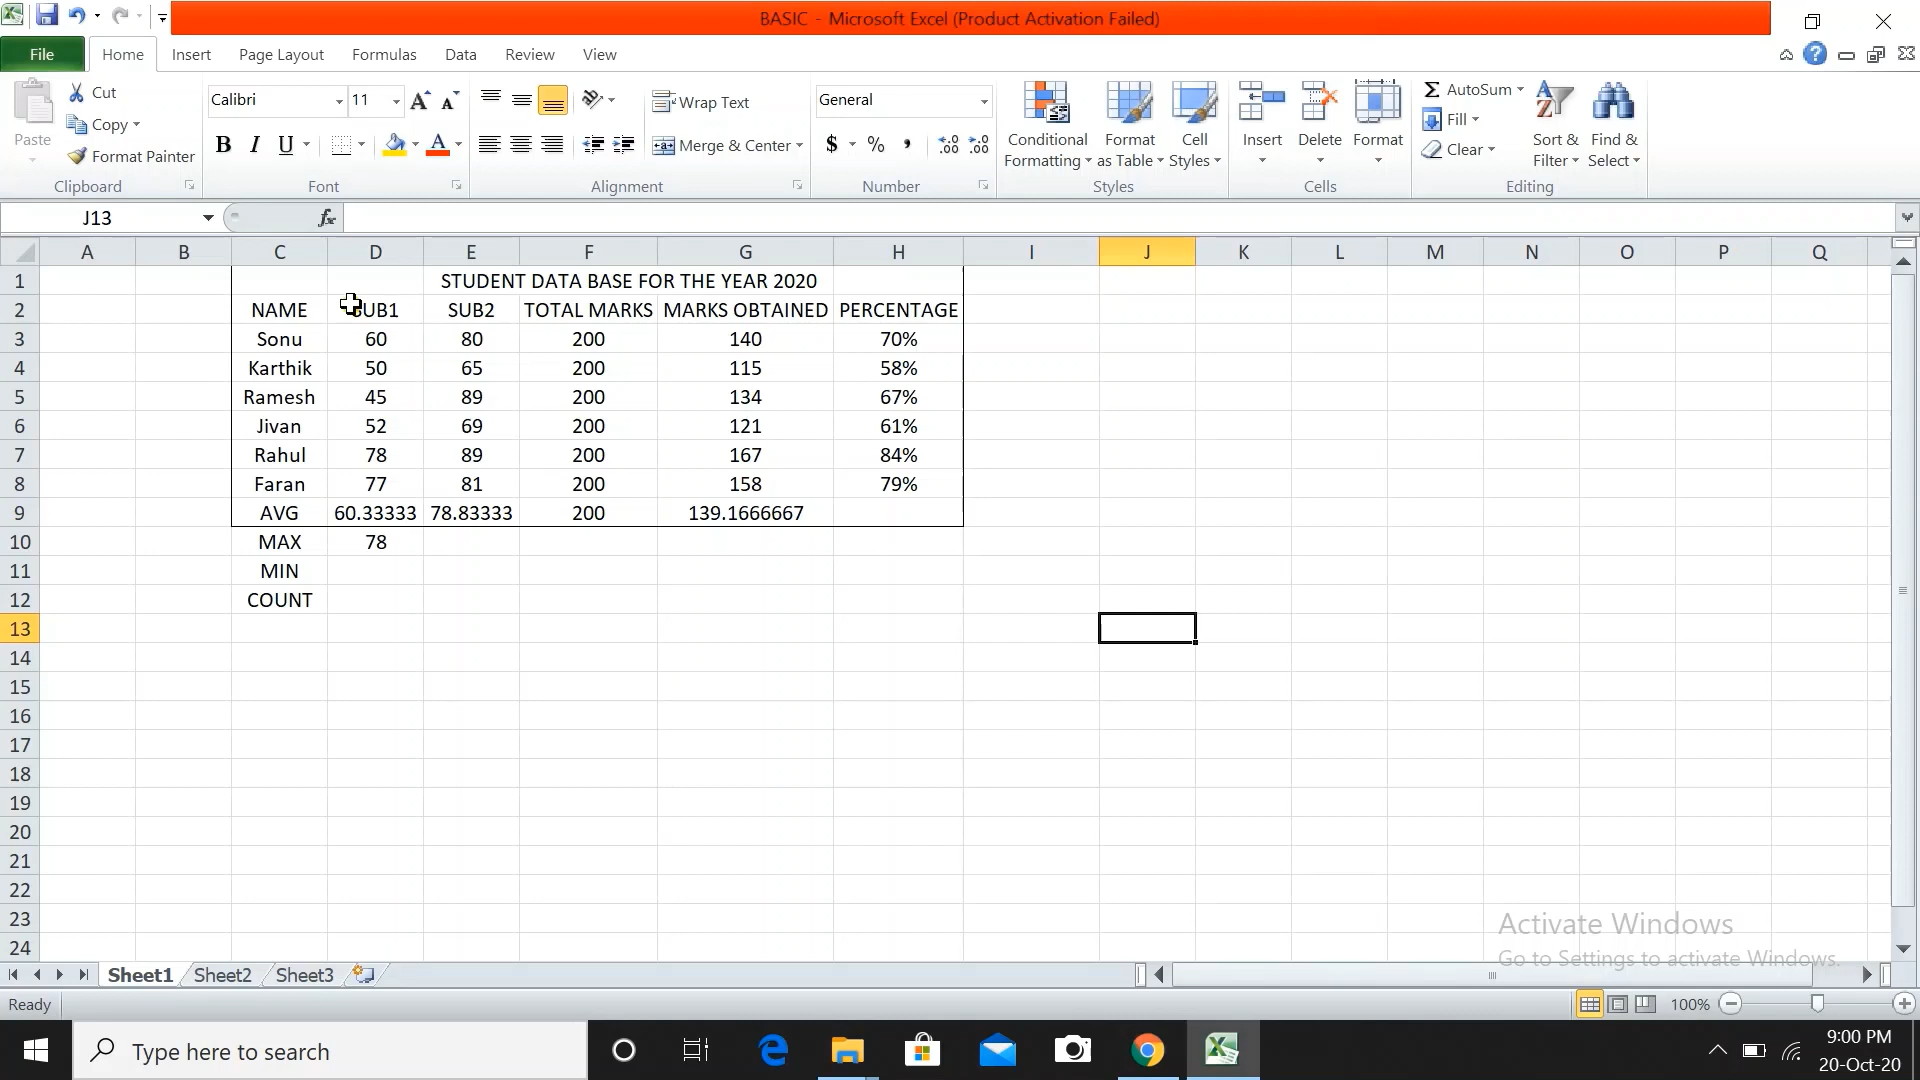 BASIC - Microsoft Excel (Product Activation Failed)
File Home Insert Page Layout Formulas Data Review View
Paste
Cut
Copy
Format Painter
Clipboard
Calibri 11
B I U A
Font
Wrap Text
Merge & Center
Alignment
General
$ % ,
Number
Conditional Formatting
Format as Table
Cell Styles
Styles
Insert Delete Format
Cells
Σ AutoSum
Fill
Clear
Sort & Filter
Find & Select
Editing
J13 fx
A B C D E F G H I J K L M N O P Q
1 STUDENT DATA BASE FOR THE YEAR 2020
2 NAME SUB1 SUB2 TOTAL MARKS MARKS OBTAINED PERCENTAGE
3 Sonu 60 80 200 140 70%
4 Karthik 50 65 200 115 58%
5 Ramesh 45 89 200 134 67%
6 Jivan 52 69 200 121 61%
7 Rahul 78 89 200 167 84%
8 Faran 77 81 200 158 79%
9 AVG 60.33333 78.83333 200 139.1666667
10 MAX 78
11 MIN
12 COUNT
13
14
15
16
17
18
19
20
21
22
23
24
Activate Windows
Go to Settings to activate Windows.
Sheet1 Sheet2 Sheet3
Ready 100%
Type here to search
9:00 PM
20-Oct-20